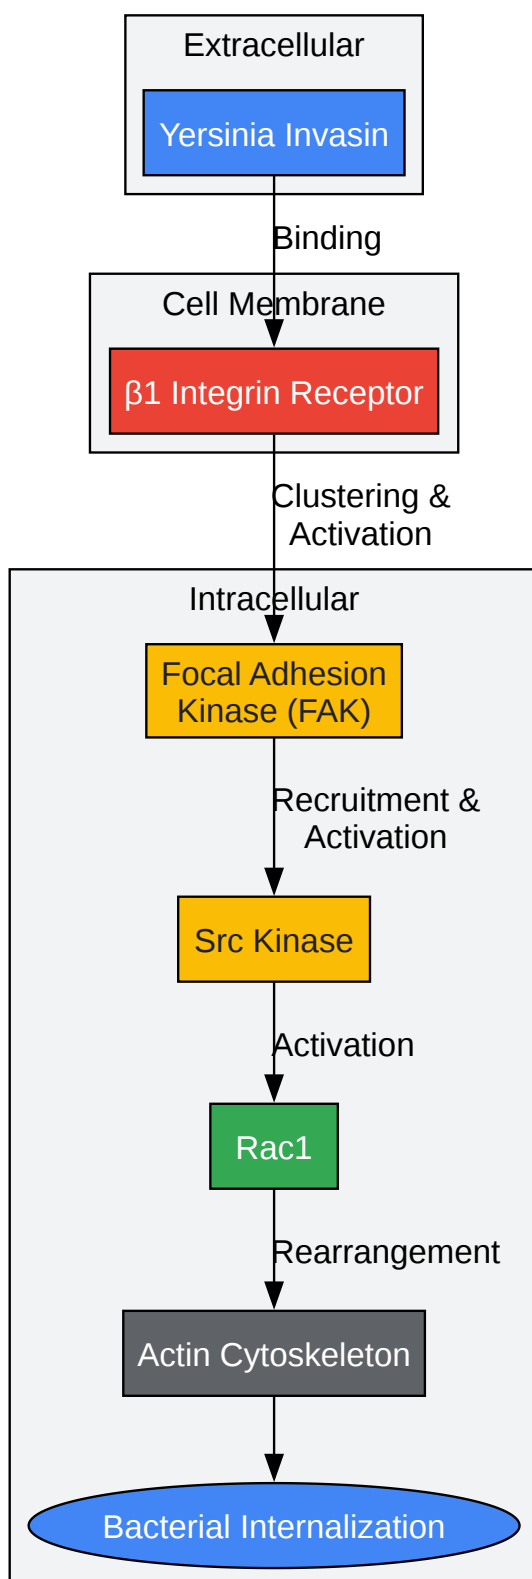 Extracellular
Yersinia Invasin
Binding
Cell Membrane
β1 Integrin Receptor
Clustering &
Activation
Intracellular
Focal Adhesion
Kinase (FAK)
Recruitment &
Activation
Src Kinase
Activation
Rac1
Rearrangement
Actin Cytoskeleton
Bacterial Internalization